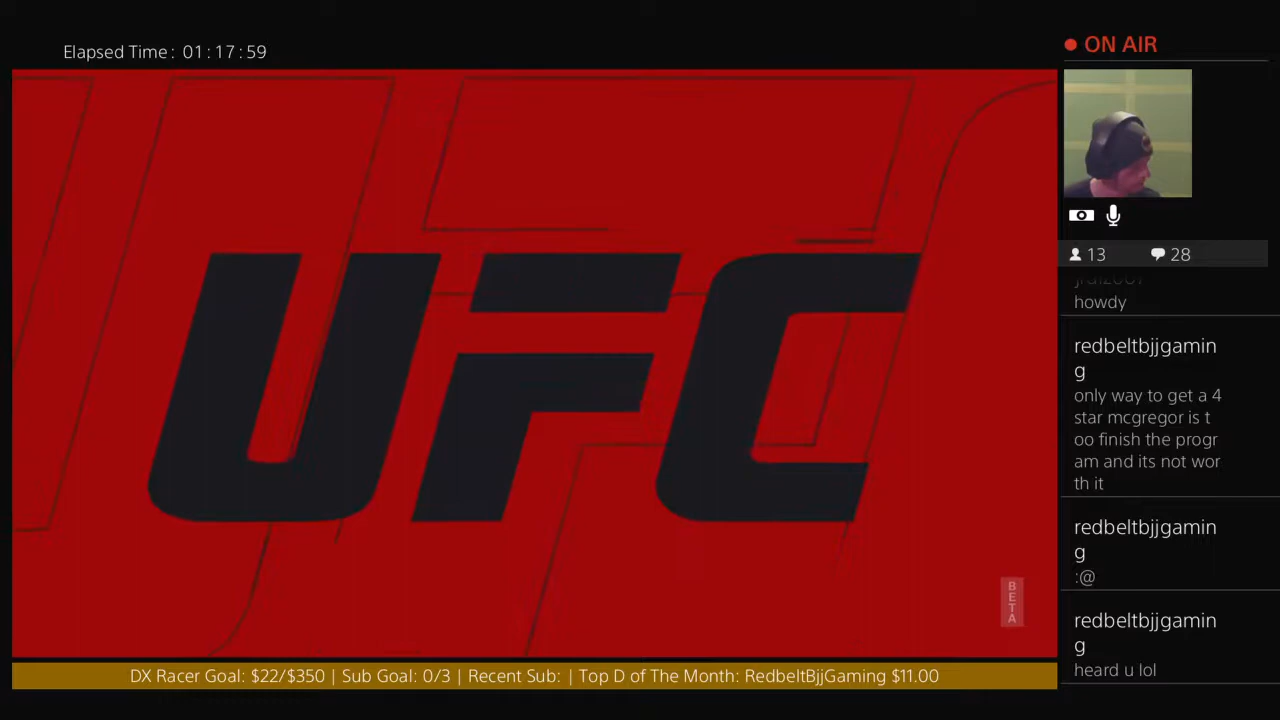 Elapsed Time: 01:17:59
ON AIR
UFC
13 28
howdy
redbeltbjjgamin
g
only way to get a 4
star mcgregor is t
oo finish the progr
am and its not wor
th it
redbeltbjjgamin
g
:@
redbeltbjjgamin
g
heard u lol
BETA
DX Racer Goal: $22/$350 | Sub Goal: 0/3 | Recent Sub: | Top D of The Month: RedbeltBjjGaming $11.00